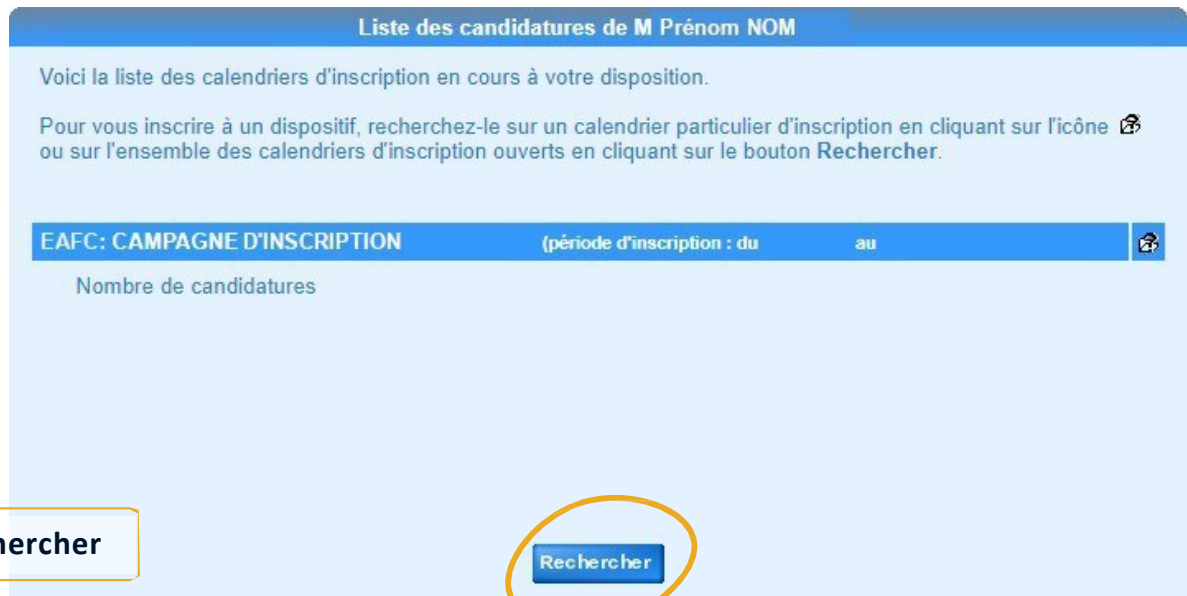 Liste des candidatures de M Prénom NOM
Voici la liste des calendriers d'inscription en cours à votre disposition.
Pour vous inscrire à un dispositif, recherchez-le sur un calendrier particulier d'inscription en cliquant sur l'icône
ou sur l'ensemble des calendriers d'inscription ouverts en cliquant sur le bouton Rechercher.
EAFC: CAMPAGNE D'INSCRIPTION (période d'inscription : du au
Nombre de candidatures
hercher
Rechercher